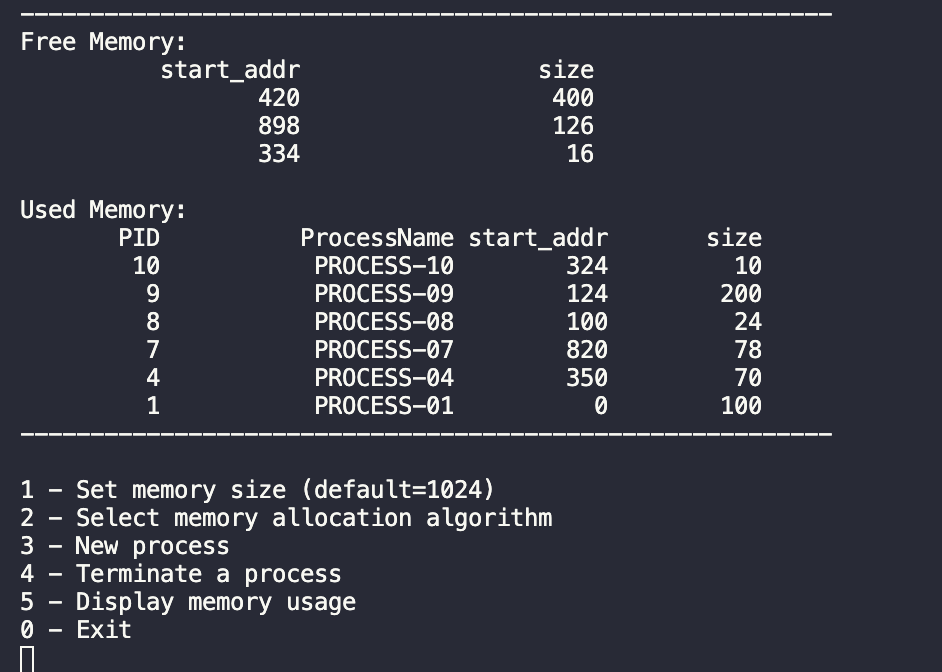 Free Memory:
start_addr size
420 400
898 126
334 16
Used Memory:
PID ProcessName start_addr size
10 PROCESS-10 324 10
9 PROCESS-09 124 200
8 PROCESS-08 100 24
7 PROCESS-07 820 78
4 PROCESS-04 350 70
1 PROCESS-01 0 100
1 - Set memory size (default=1024)
2 - Select memory allocation algorithm
3 - New process
4 - Terminate a process
5 - Display memory usage
0 - Exit